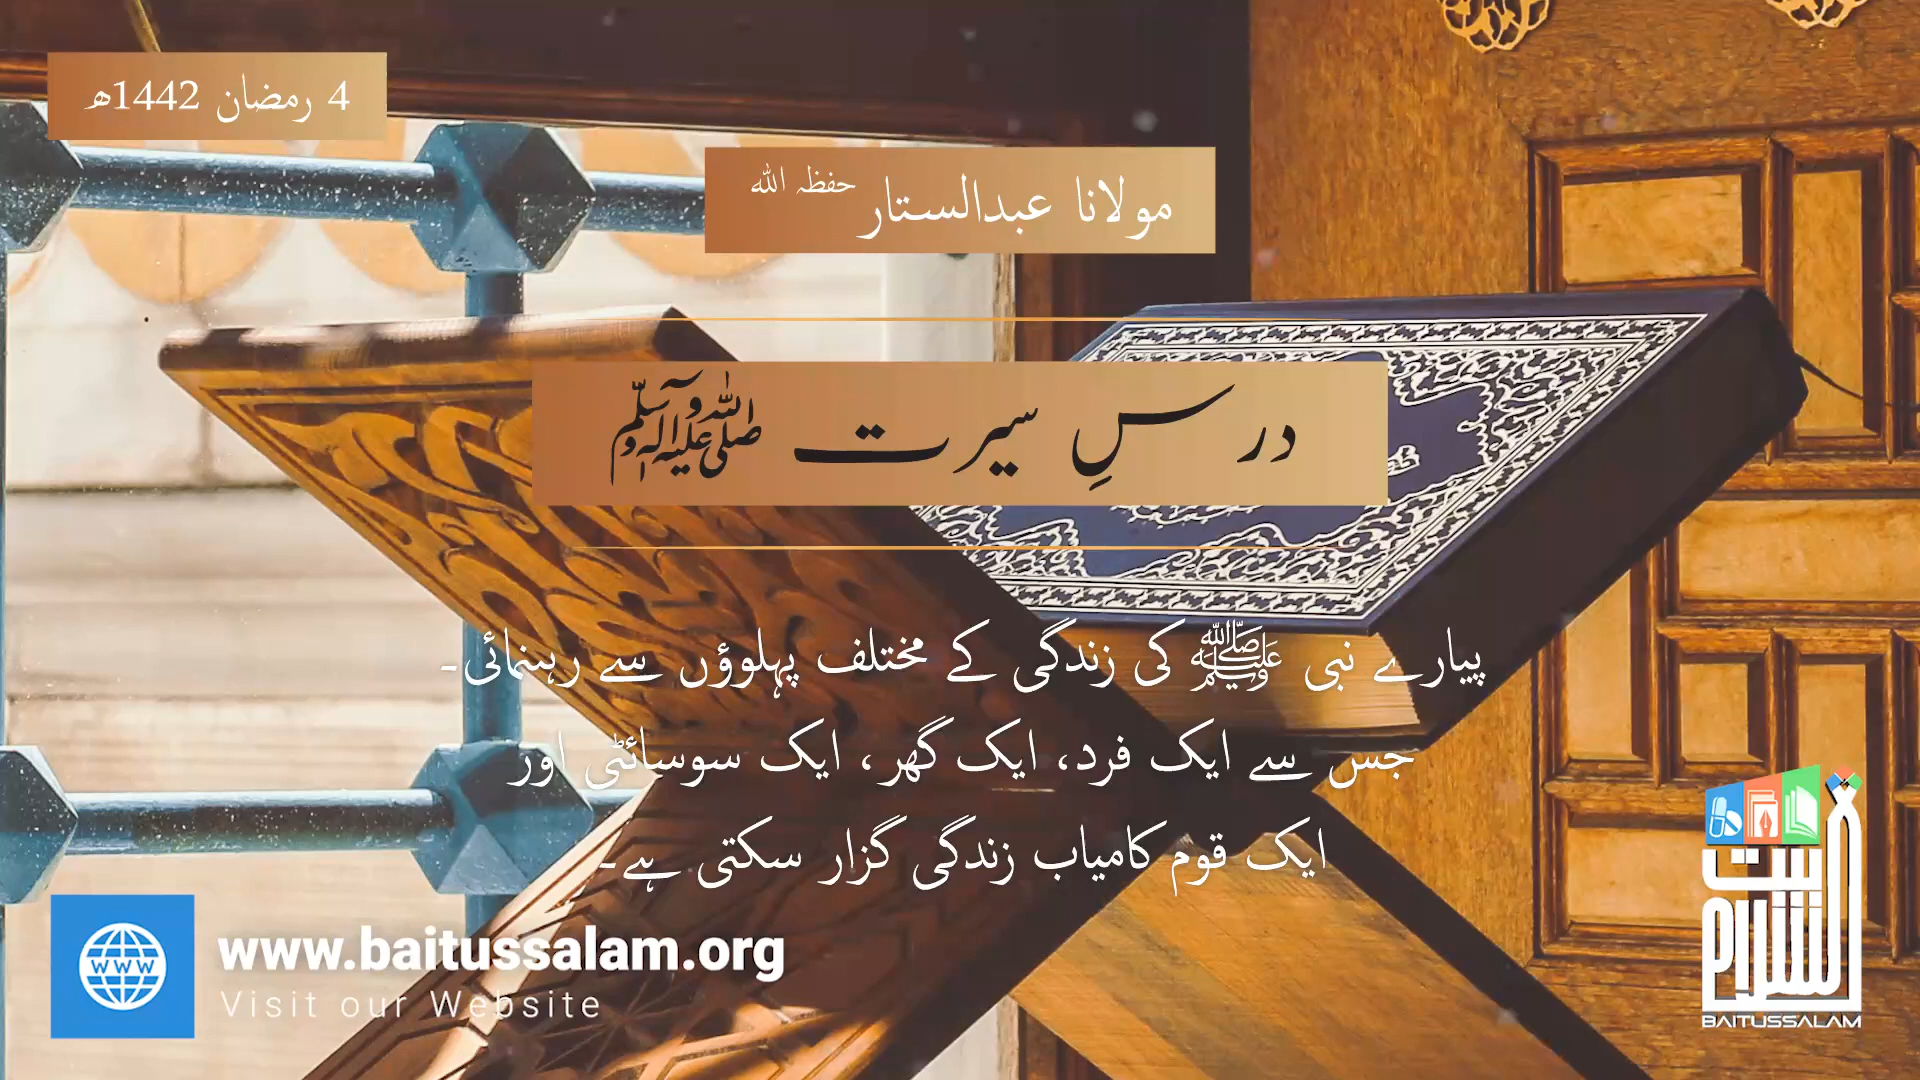 4 رمضان 1442ھ
مولانا عبدالستار حفظہ اللہ
درسِ سیرت صلی اللہ علیہ وآلہ وسلم
پیارے نبی ﷺ کی زندگی کے مختلف پہلوؤں سے رہنمائی۔
جس سے ایک فرد، ایک گھر، ایک سوسائٹی اور
ایک قوم کامیاب زندگی گزار سکتی ہے۔
www
www.baitussalam.org
Visit our Website
بیت السلام
BAITUSSALAM